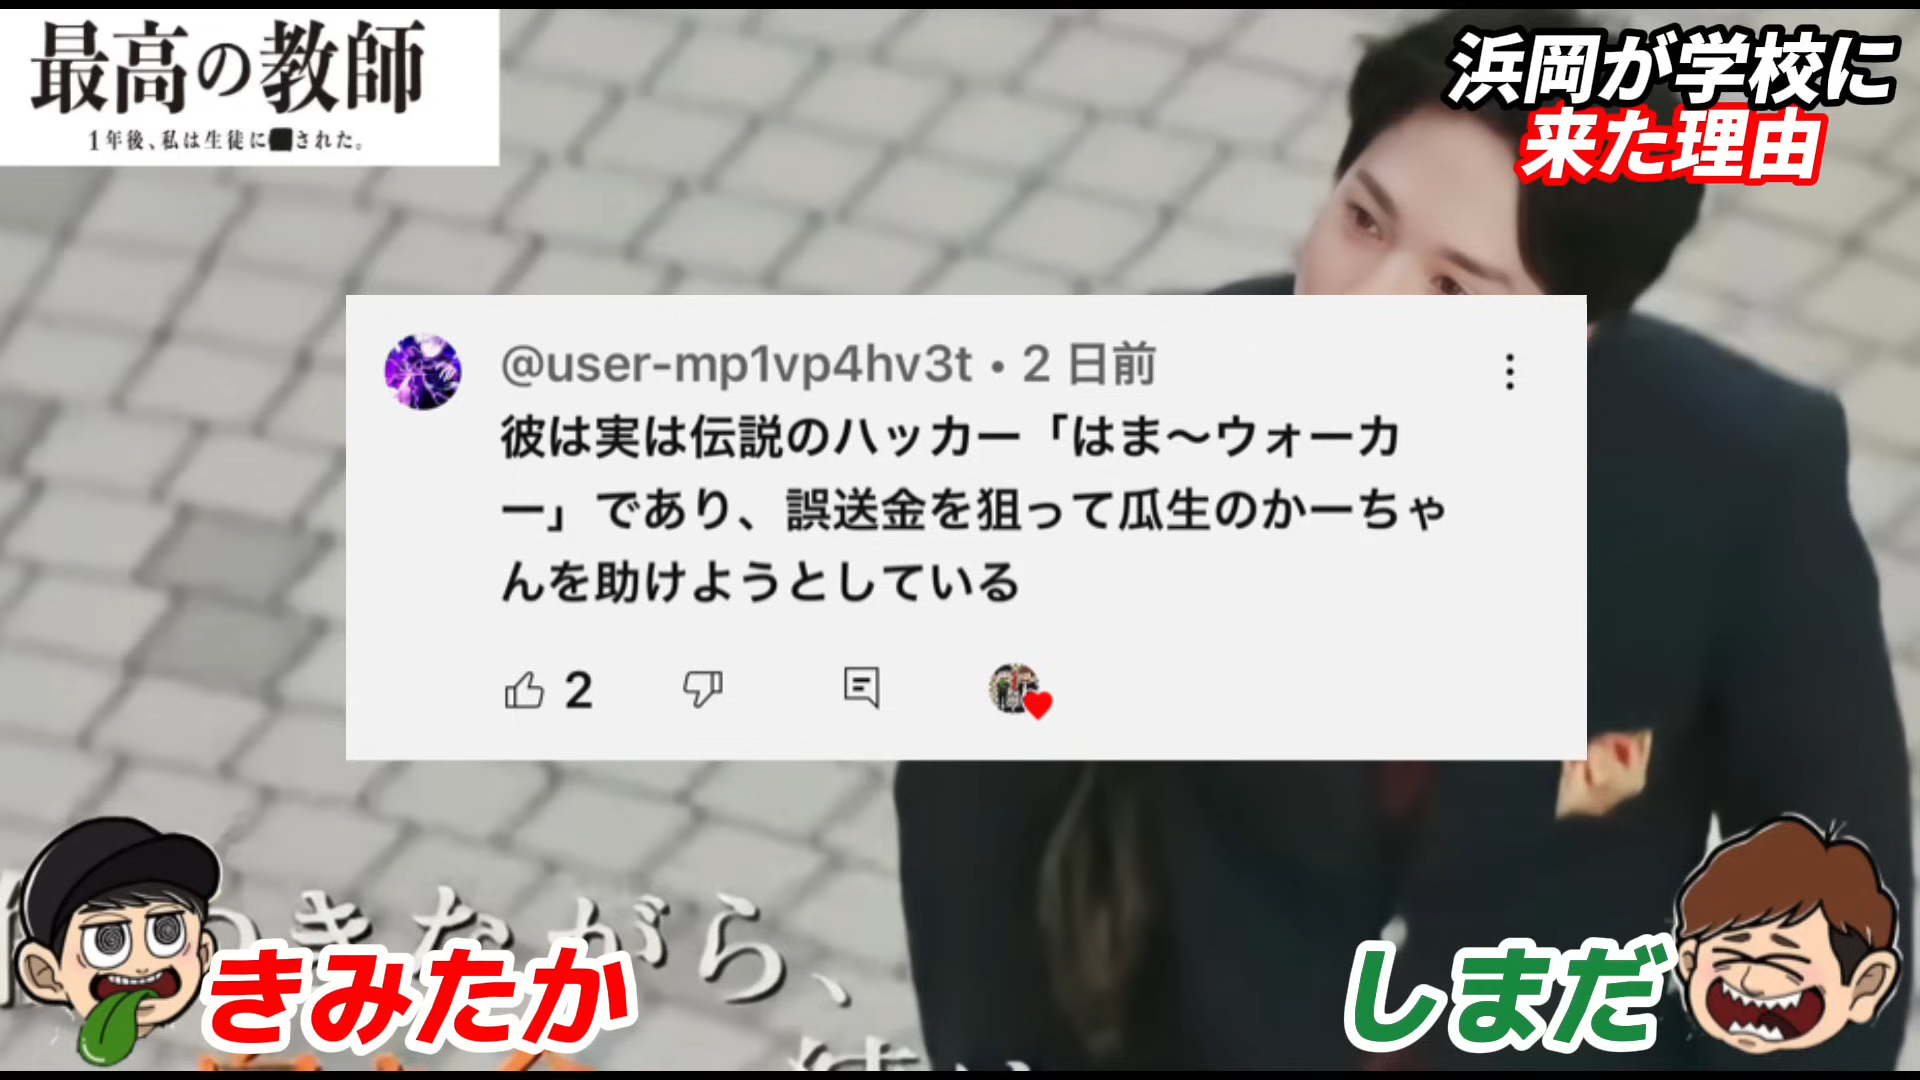 最高の教師
1年後、私は生徒に■された。
浜岡が学校に
来た理由
@user-mp1vp4hv3t • 2 日前
彼は実は伝説のハッカー「はま〜ウォーカ
ー」であり、誤送金を狙って瓜生のかーちゃ
んを助けようとしている
2
きながら、
きみたか
しまだ